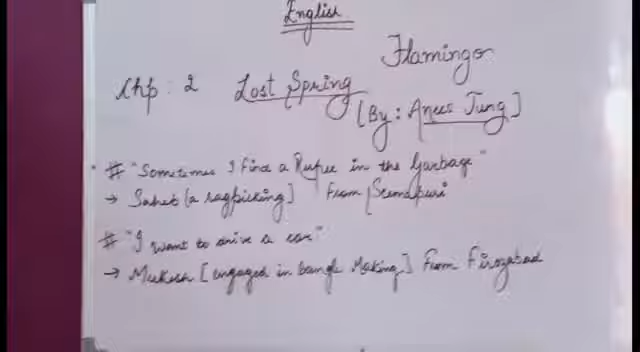 English
Flamingo
Chp : 2 Lost Spring
[By : Anees Jung]
# "Sometimes I find a Rupee in the Garbage"
→ Saheb (a ragpicking] From Seemapuri
# "I want to drive a car"
→ Mukesh [engaged in bangle Making] From Firozabad